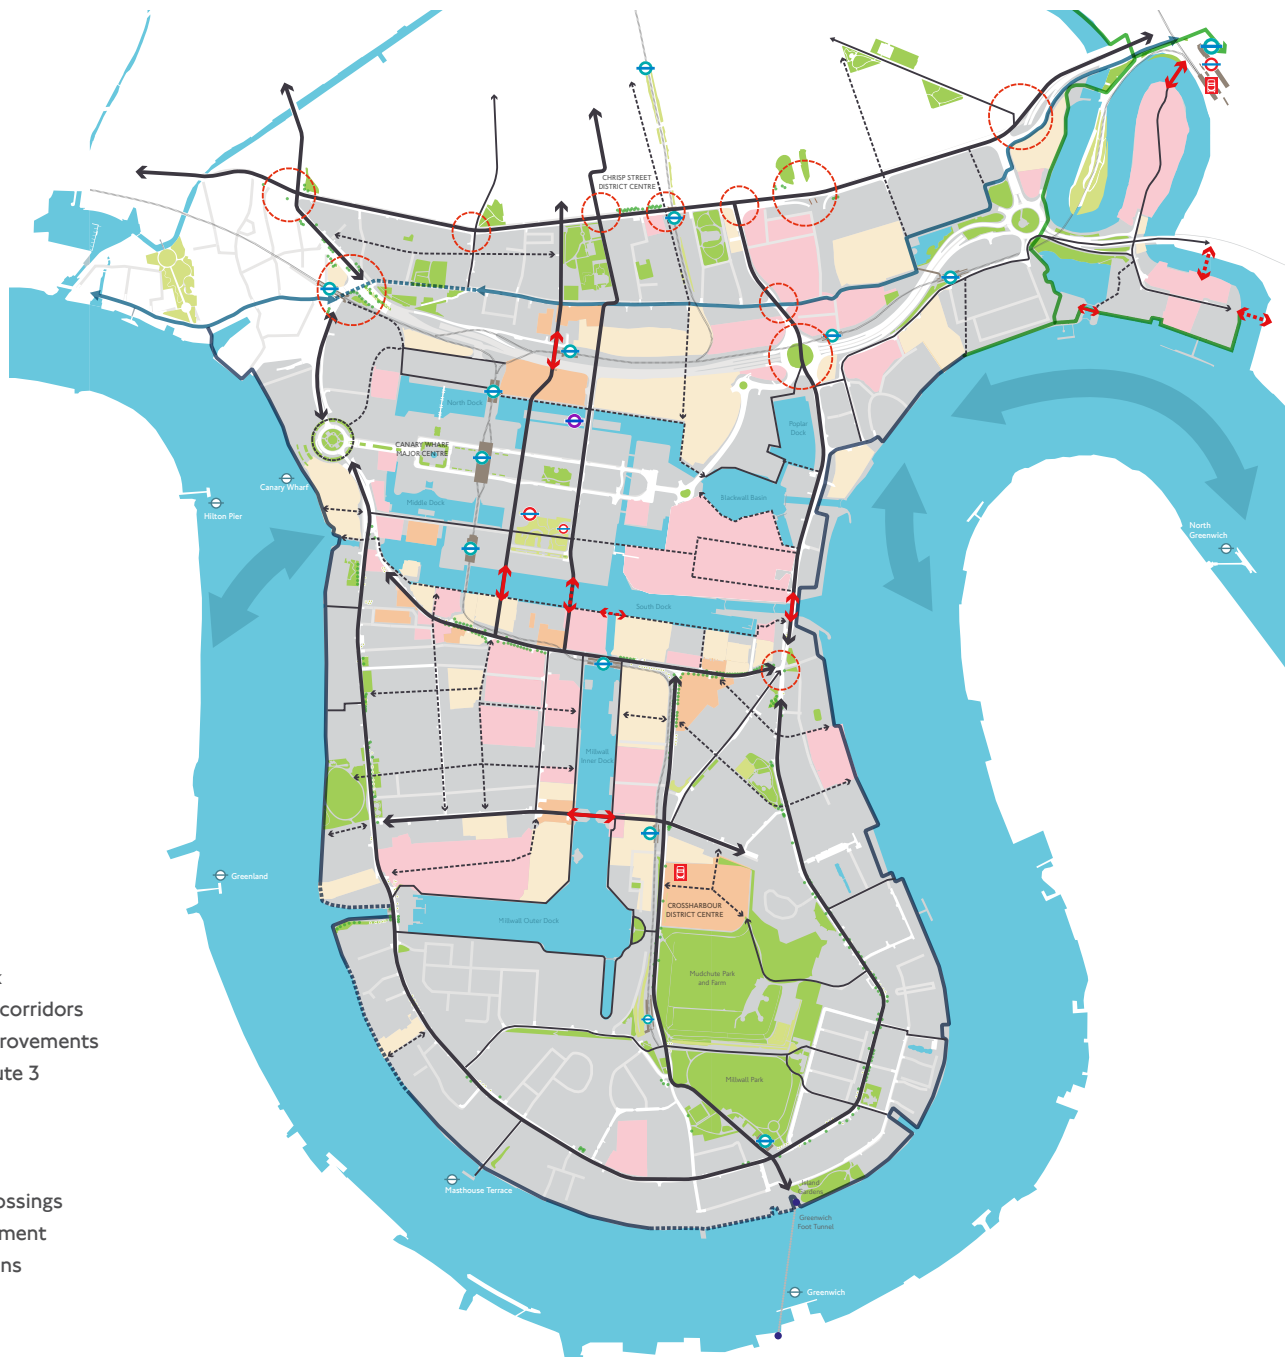 CHRISP STREET
DISTRICT CENTRE
North Dock
CANARY WHARF
MAJOR CENTRE
Poplar
Dock
Canary Wharf
Hilton Pier
Middle Dock
Blackwall Basin
North
Greenwich
South Dock
Millwall
Inner Dock
Greenland
CROSSHARBOUR
DISTRICT CENTRE
Millwall Outer Dock
Mudchute Park
and Farm
corridors
rovements
ute 3
Millwall Park
Masthouse Terrace
Island
Gardens
ossings
Greenwich
Foot Tunnel
ment
ns
Greenwich